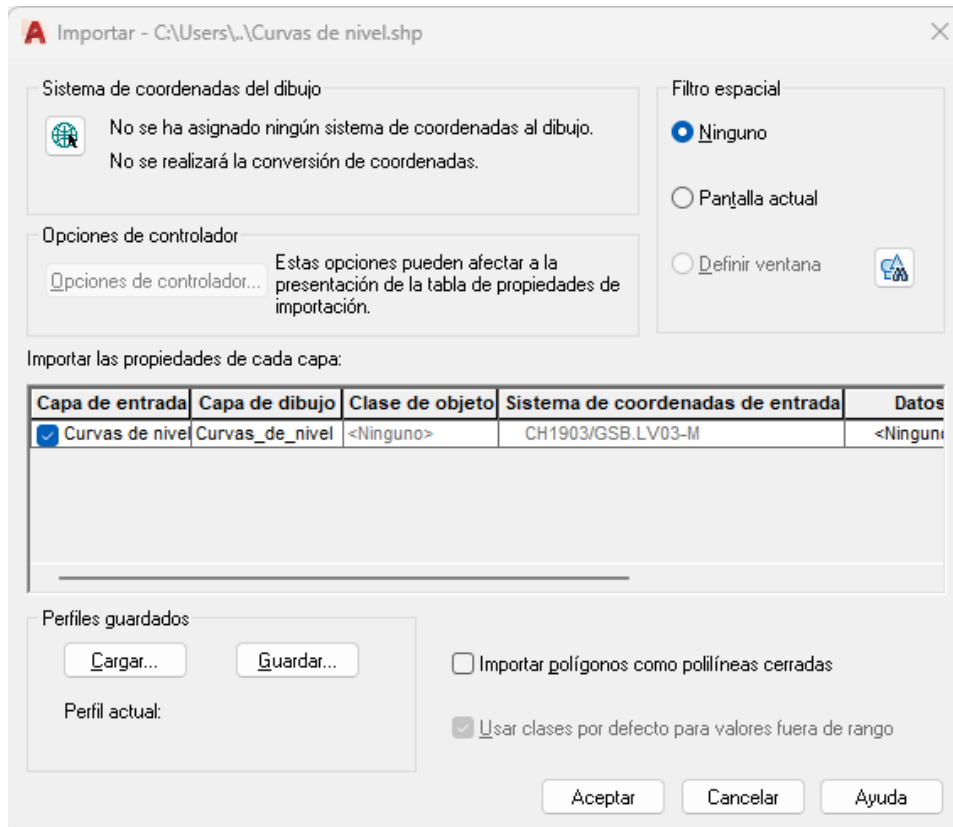 Importar - C:\Users\..\Curvas de nivel.shp
Sistema de coordenadas del dibujo
No se ha asignado ningún sistema de coordenadas al dibujo.
No se realizará la conversión de coordenadas.
Filtro espacial
Ninguno
Pantalla actual
Definir ventana
Opciones de controlador
Opciones de controlador...
Estas opciones pueden afectar a la
presentación de la tabla de propiedades de
importación.
Importar las propiedades de cada capa:
Capa de entrada Capa de dibujo Clase de objeto Sistema de coordenadas de entrada Datos
Curvas de nivel Curvas_de_nivel <Ninguno> CH1903/GSB.LV03-M <Ninguno
Perfiles guardados
Cargar... Guardar...
Perfil actual:
Importar polígonos como polilíneas cerradas
Usar clases por defecto para valores fuera de rango
Aceptar Cancelar Ayuda